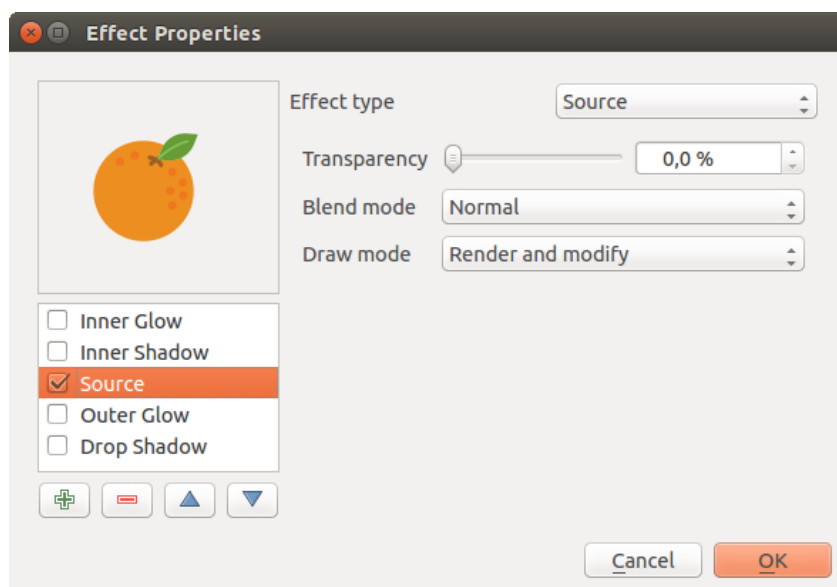 Effect Properties
Effect type Source
Transparency 0,0 %
Blend mode Normal
Draw mode Render and modify
Inner Glow
Inner Shadow
Source
Outer Glow
Drop Shadow
Cancel OK